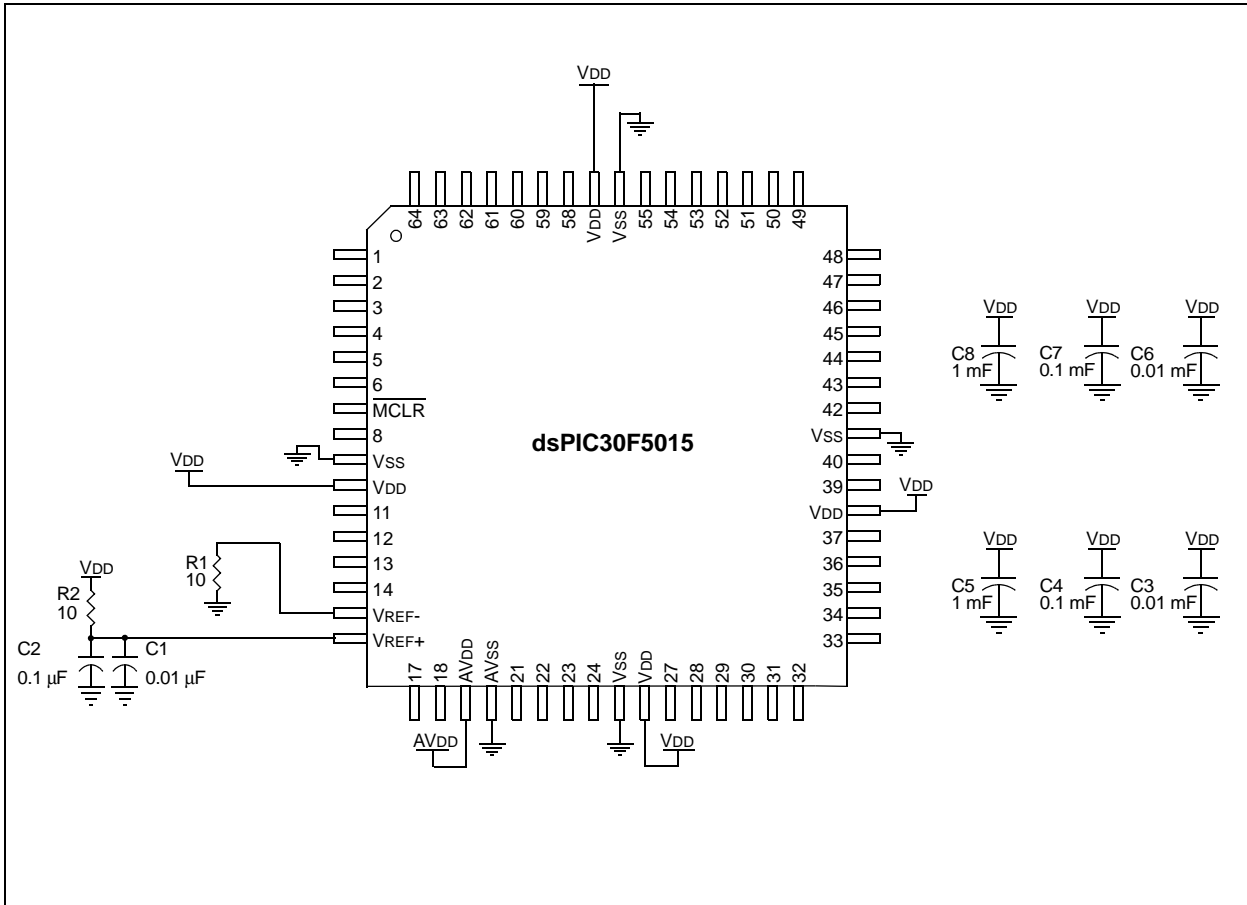 VDD
64 63 62 61 60 59 58 VDD VSS 55 54 53 52 51 50 49
1
2
3
4
5
6
MCLR
8
VSS
VDD
VDD
11
12
13
14
VREF-
VREF+
R1
10
VDD
R2
10
C2
0.1 µF
C1
0.01 µF
dsPIC30F5015
48
47
46
45
44
43
42
VSS
40
39
VDD
VDD
37
36
35
34
33
17 18 AVDD AVSS 21 22 23 24 VSS VDD 27 28 29 30 31 32
AVDD
VDD
VDD
C8
1 mF
VDD
C7
0.1 mF
VDD
C6
0.01 mF
VDD
C5
1 mF
VDD
C4
0.1 mF
VDD
C3
0.01 mF